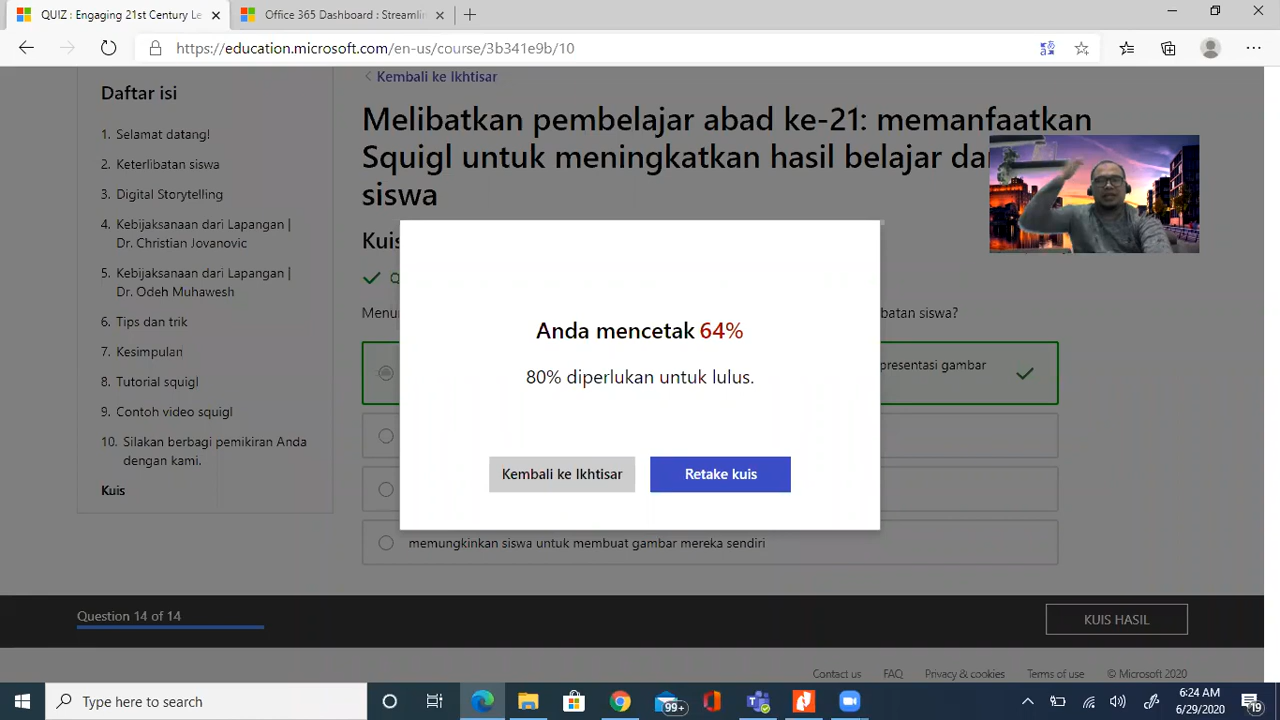 QUIZ : Engaging 21st Century Le
Office 365 Dashboard : Streamlin
https://education.microsoft.com/en-us/course/3b341e9b/10
Daftar isi
1. Selamat datang!
2. Keterlibatan siswa
3. Digital Storytelling
4. Kebijaksanaan dari Lapangan |
Dr. Christian Jovanovic
5. Kebijaksanaan dari Lapangan |
Dr. Odeh Muhawesh
6. Tips dan trik
7. Kesimpulan
8. Tutorial squigl
9. Contoh video squigl
10. Silakan berbagi pemikiran Anda
dengan kami.
Kuis
Kembali ke Ikhtisar
Melibatkan pembelajar abad ke-21: memanfaatkan
Squigl untuk meningkatkan hasil belajar da
siswa
Kuis
Q
Menu batan siswa?
presentasi gambar
Anda mencetak 64%
80% diperlukan untuk lulus.
Kembali ke Ikhtisar
Retake kuis
memungkinkan siswa untuk membuat gambar mereka sendiri
Question 14 of 14
KUIS HASIL
Contact us FAQ Privacy & cookies Terms of use © Microsoft 2020
Type here to search
99+
6:24 AM
6/29/2020
19